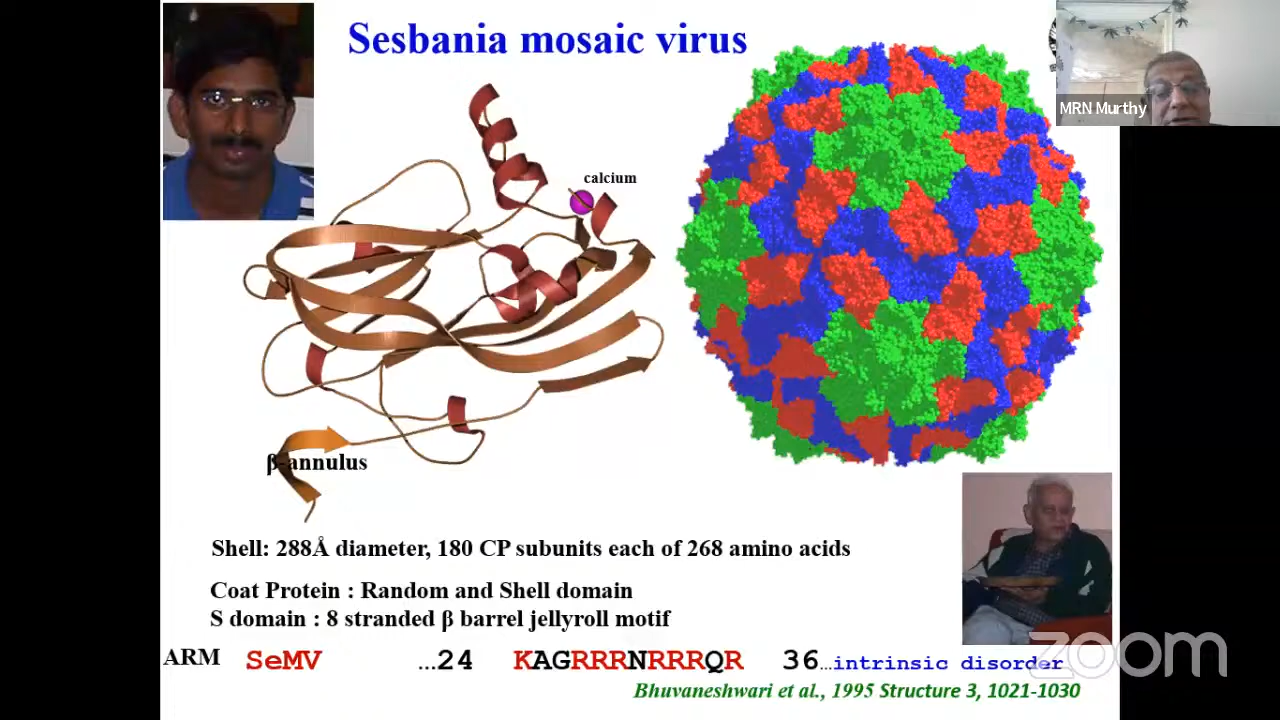 Sesbania mosaic virus
MRN Murthy
calcium
β-annulus
Shell: 288Å diameter, 180 CP subunits each of 268 amino acids
Coat Protein : Random and Shell domain
S domain : 8 stranded β barrel jellyroll motif
ARM SeMV ...24 KAGRRRNRRRQR 36...intrinsic disorder
Bhuvaneshwari et al., 1995 Structure 3, 1021-1030
zoom